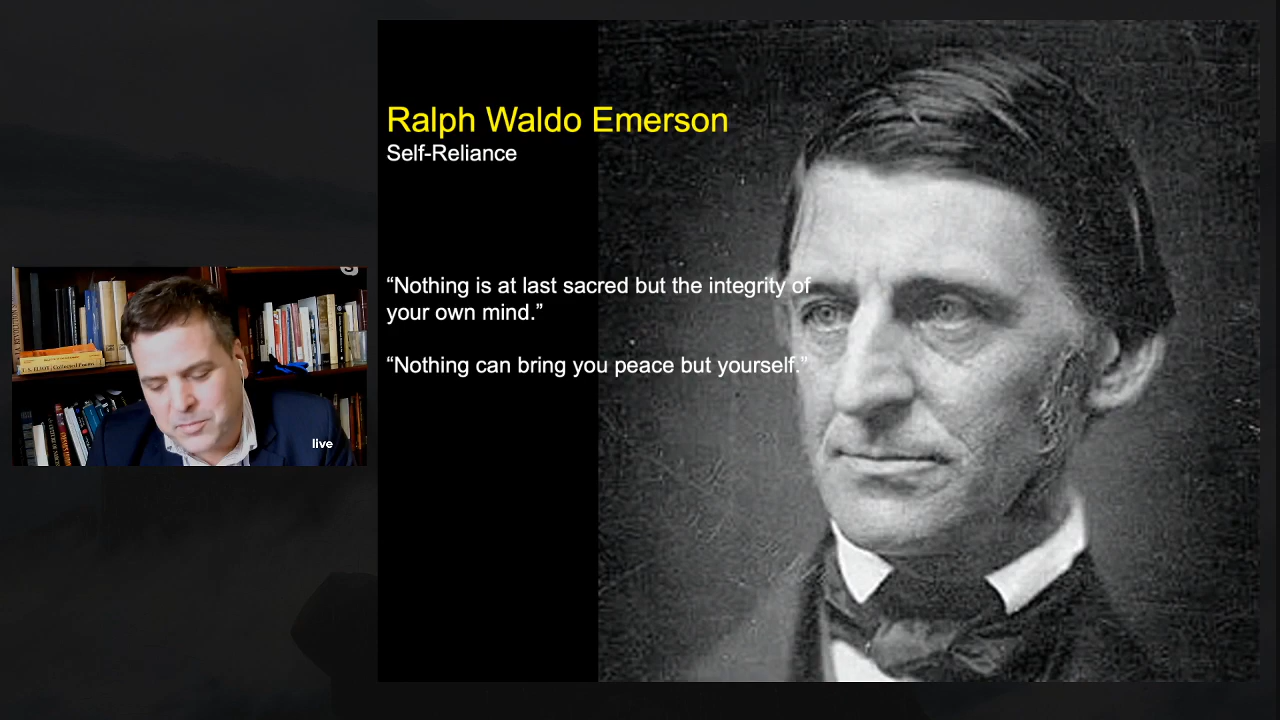 Ralph Waldo Emerson
Self-Reliance
“Nothing is at last sacred but the integrity of
your own mind.”
“Nothing can bring you peace but yourself.”
live